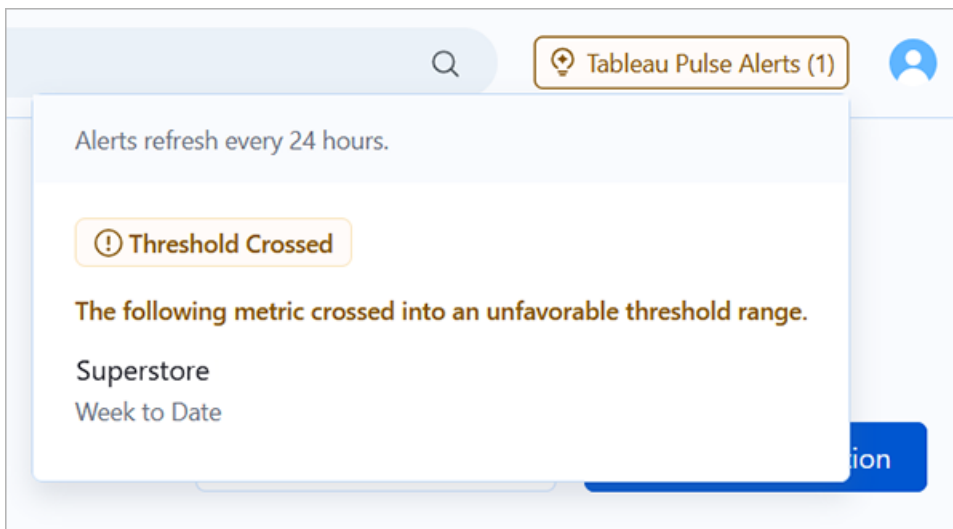 Tableau Pulse Alerts (1)
Alerts refresh every 24 hours.
Threshold Crossed
The following metric crossed into an unfavorable threshold range.
Superstore
Week to Date